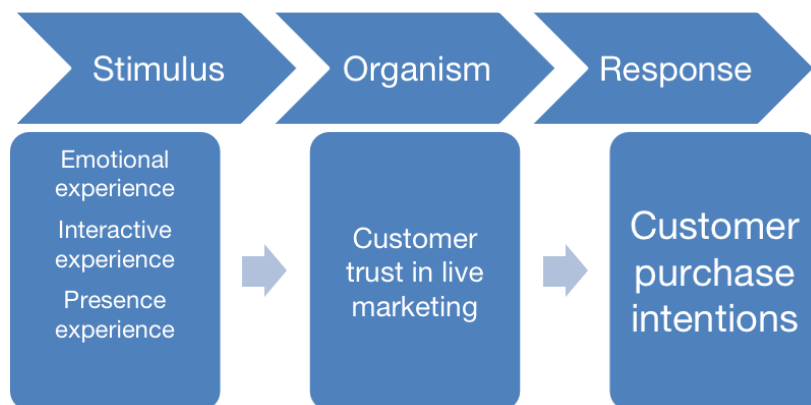 Stimulus
Organism
Response
Emotional
experience
Interactive
experience
Presence
experience
Customer
trust in live
marketing
Customer
purchase
intentions